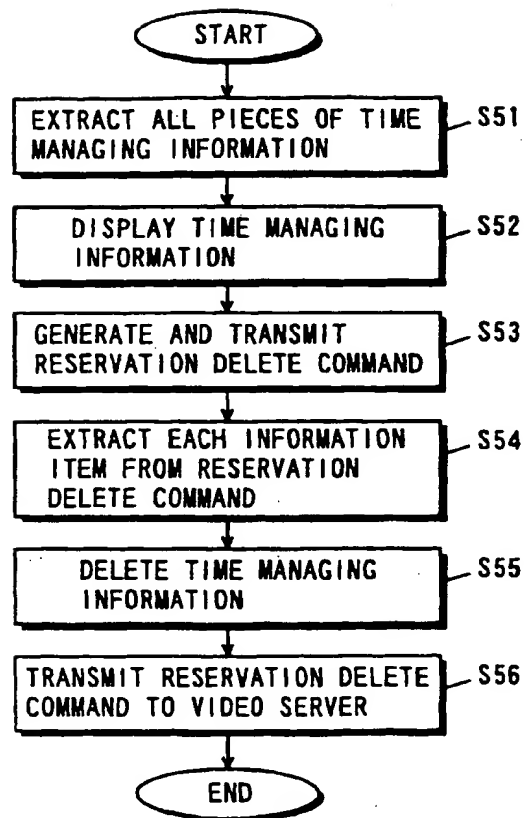 START
EXTRACT ALL PIECES OF TIME
MANAGING INFORMATION
S51
DISPLAY TIME MANAGING
INFORMATION
S52
GENERATE AND TRANSMIT
RESERVATION DELETE COMMAND
S53
EXTRACT EACH INFORMATION
ITEM FROM RESERVATION
DELETE COMMAND
S54
DELETE TIME MANAGING
INFORMATION
S55
TRANSMIT RESERVATION DELETE
COMMAND TO VIDEO SERVER
S56
END